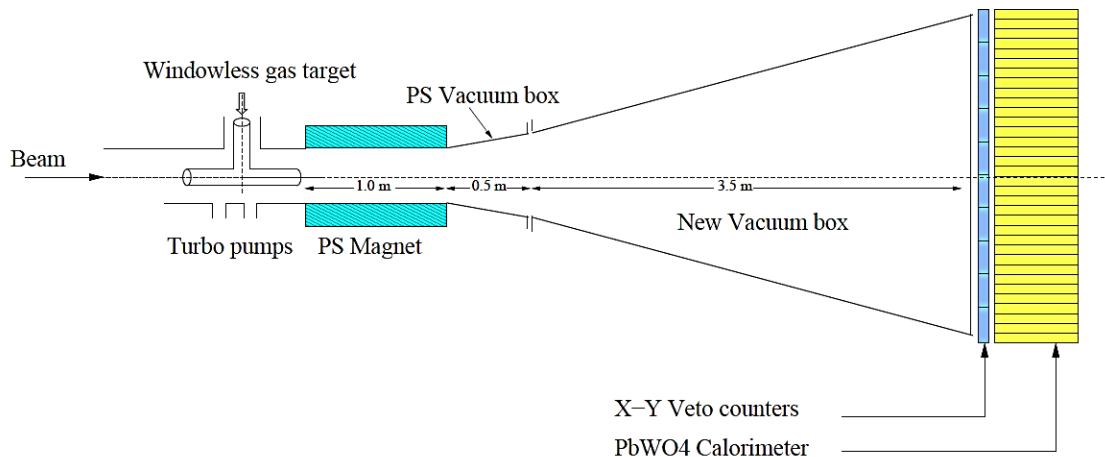 Windowless gas target
PS Vacuum box
Beam
1.0 m
0.5 m
3.5 m
New Vacuum box
Turbo pumps
PS Magnet
X−Y Veto counters
PbWO4 Calorimeter